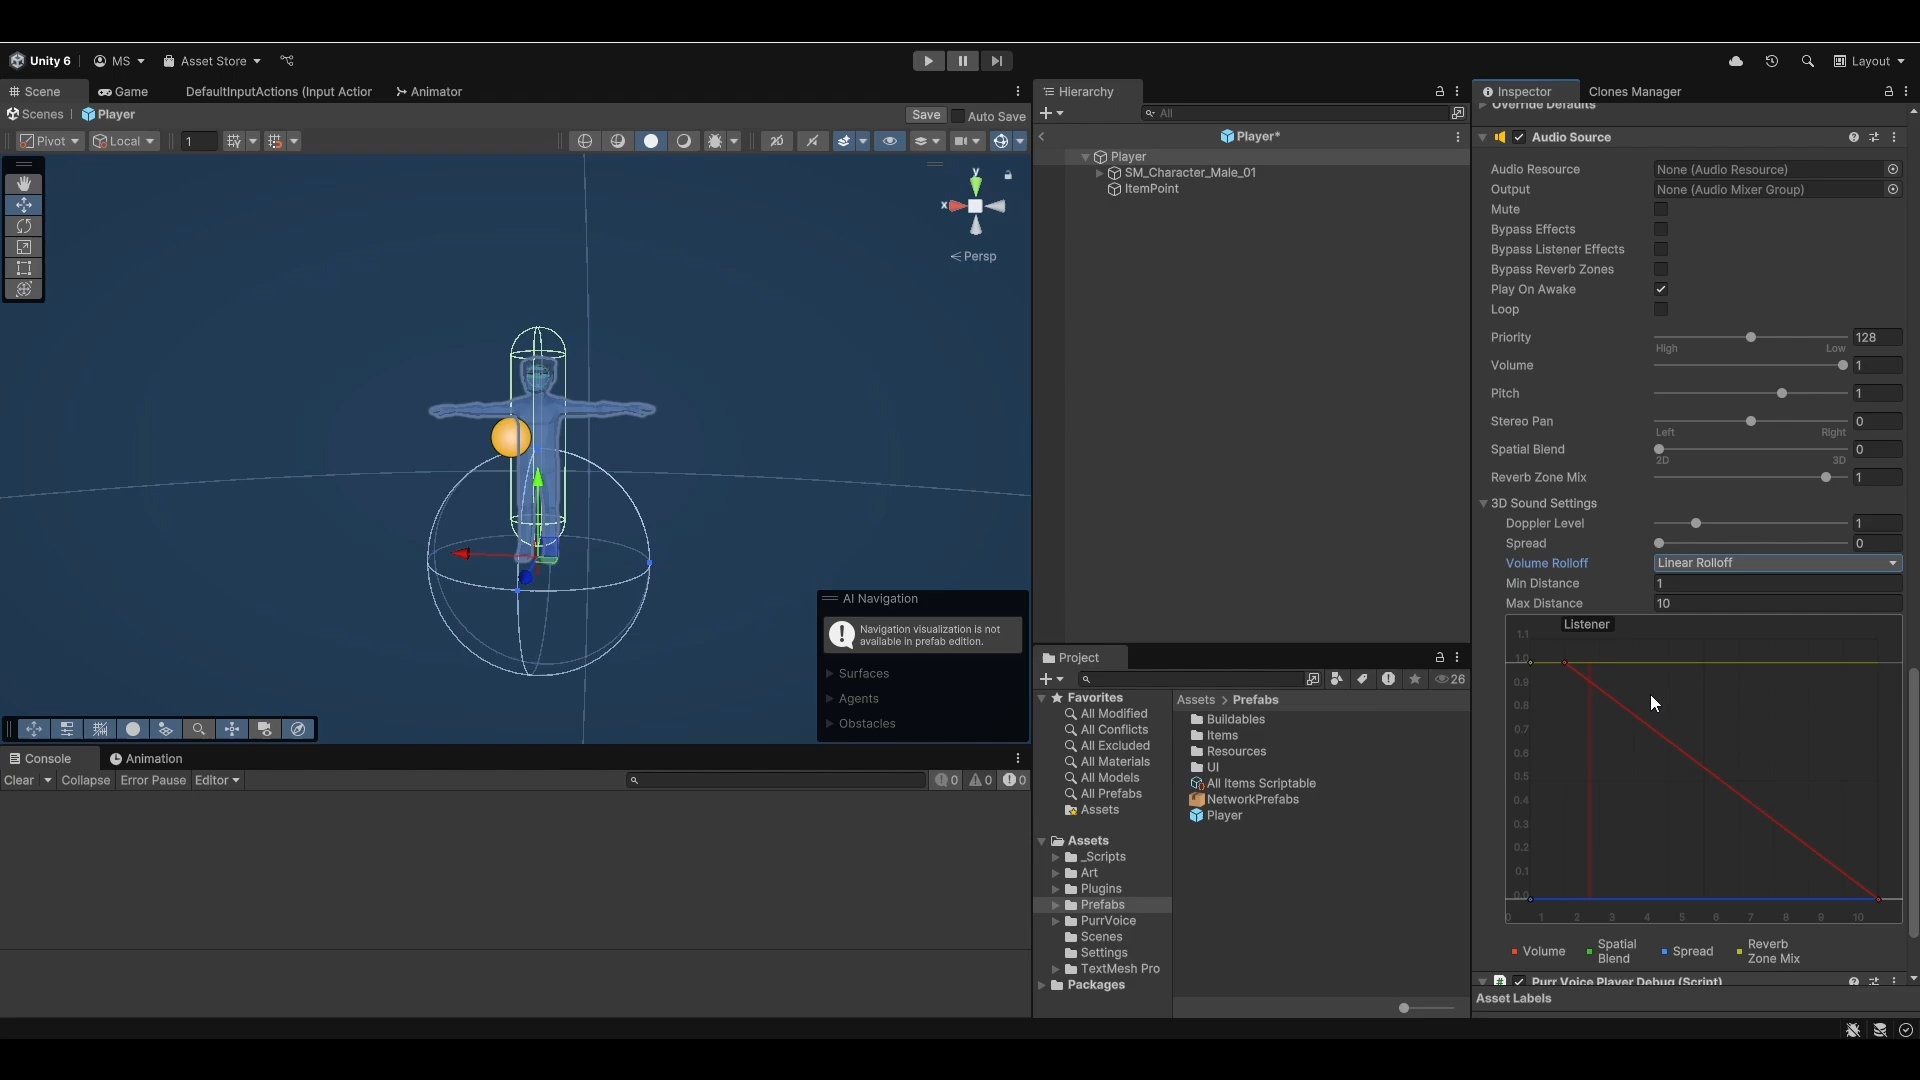 Unity 6 MS Asset Store Layout
Scene Game DefaultInputActions (Input Actior Animator Hierarchy Inspector Clones Manager
Scenes Player Save Auto Save All
Override Defaults
Pivot Local 1 2D Player* Audio Source
Player
SM_Character_Male_01
ItemPoint
y
x
Persp
Audio Resource None (Audio Resource)
Output None (Audio Mixer Group)
Mute
Bypass Effects
Bypass Listener Effects
Bypass Reverb Zones
Play On Awake
Loop
Priority 128
High Low
Volume 1
Pitch 1
Stereo Pan 0
Left Right
Spatial Blend 0
2D 3D
Reverb Zone Mix 1
3D Sound Settings
Doppler Level 1
Spread 0
Volume Rolloff Linear Rolloff
Min Distance 1
Max Distance 10
Listener
1.1
1.0
0.9
0.8
0.7
0.6
0.5
0.4
0.3
0.2
0.1
0.0
0 1 2 3 4 5 6 7 8 9 10
Volume Spatial Blend Spread Reverb Zone Mix
Purr Voice Player Debug (Script)
Asset Labels
AI Navigation
Navigation visualization is not
available in prefab edition.
Surfaces
Agents
Obstacles
Project
26
Favorites
All Modified
All Conflicts
All Excluded
All Materials
All Models
All Prefabs
Assets
Assets
_Scripts
Art
Plugins
Prefabs
PurrVoice
Scenes
Settings
TextMesh Pro
Packages
Assets > Prefabs
Buildables
Items
Resources
UI
All Items Scriptable
NetworkPrefabs
Player
Console Animation
Clear Collapse Error Pause Editor 0 0 0